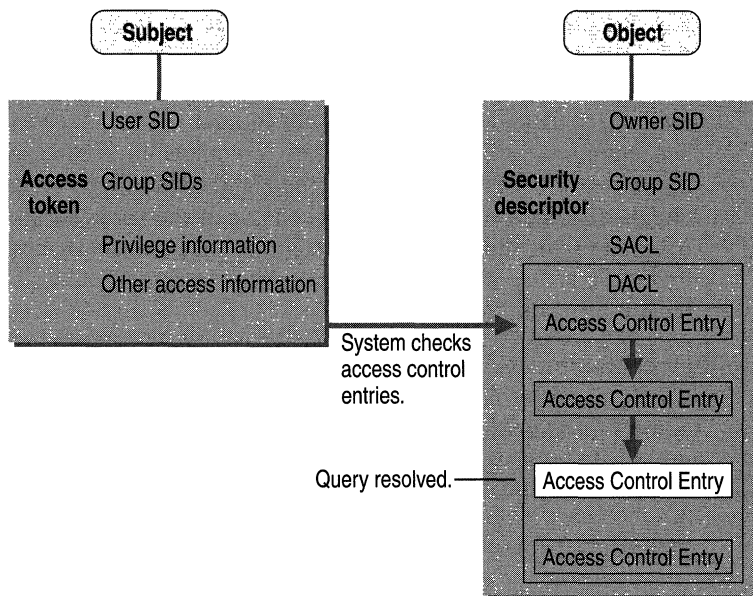 Subject
User SID
Access
token
Group SIDs
Privilege information
Other access information
System checks
access control
entries.
Query resolved.
Object
Owner SID
Security
descriptor
Group SID
SACL
DACL
Access Control Entry
Access Control Entry
Access Control Entry
Access Control Entry